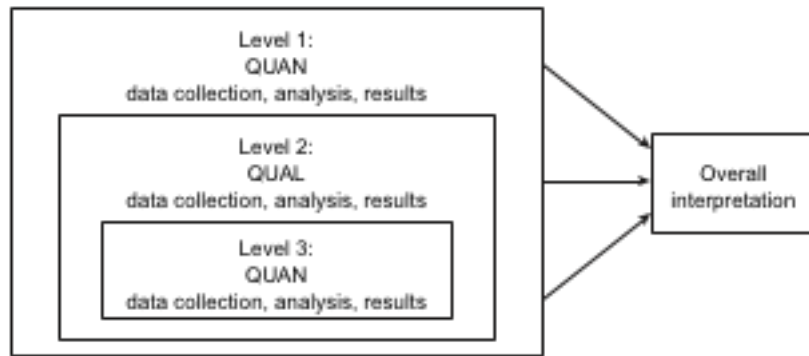 Level 1:
QUAN
data collection, analysis, results
Level 2:
QUAL
data collection, analysis, results
Level 3:
QUAN
data collection, analysis, results
Overall
interpretation